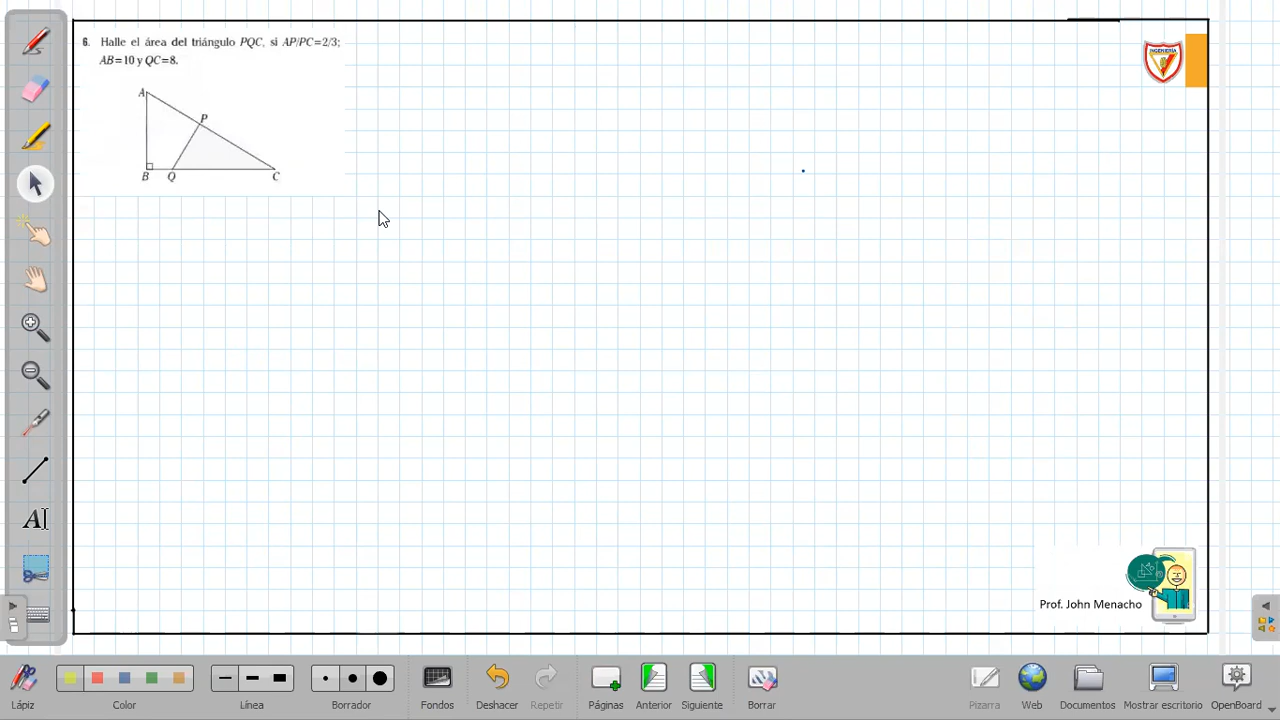 6. Halle el área del triángulo PQC, si AP/PC=2/3;
AB=10 y QC=8.
A
P
B
Q
C
INGENIERÍA
Prof. John Menacho
Lápiz
Color
Línea
Borrador
Fondos
Deshacer
Repetir
Páginas
Anterior
Siguiente
Borrar
Pizarra
Web
Documentos
Mostrar escritorio
OpenBoard